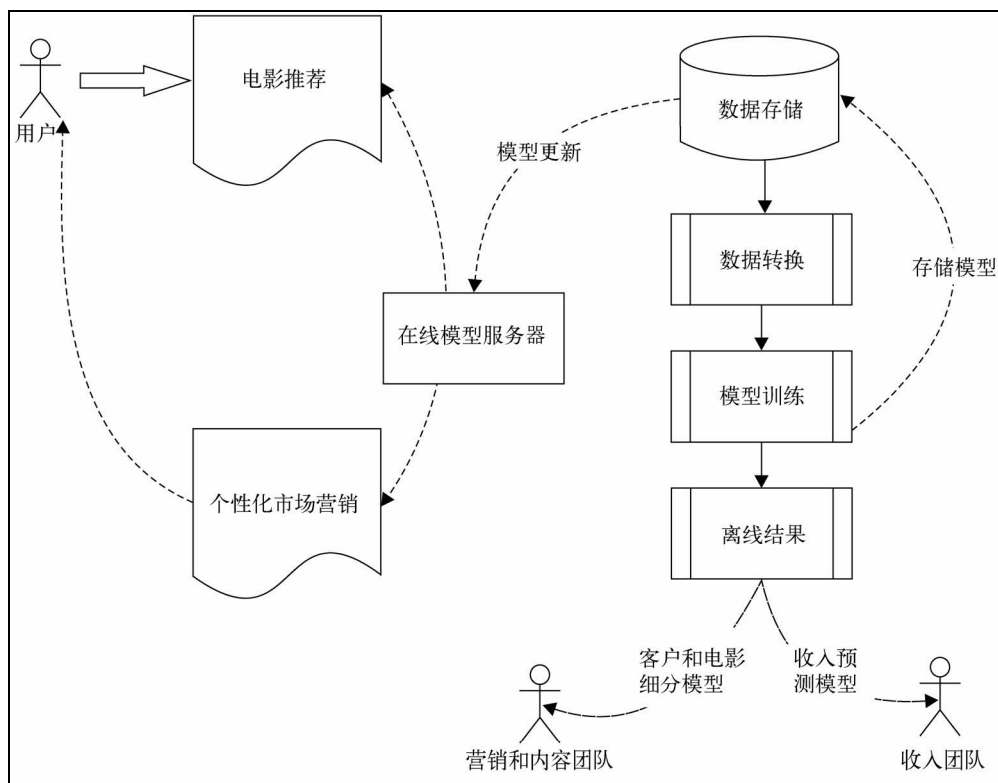 电影推荐
数据存储
用户
模型更新
数据转换
存储模型
在线模型服务器
模型训练
个性化市场营销
离线结果
客户和电影
细分模型
收入预
测模型
营销和内容团队
收入团队